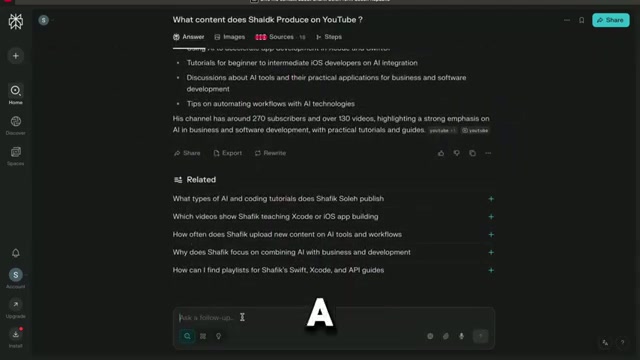 What content does Shaidk Produce on YouTube ?
Share
Answer
Images
Sources · 15
Steps
Using AI to accelerate app development in Xcode and
Tutorials for beginner to intermediate iOS developers on AI integration
Discussions about AI tools and their practical applications for business and software
development
Tips on automating workflows with AI technologies
His channel has around 270 subscribers and over 130 videos, highlighting a strong emphasis on
AI in business and software development, with practical tutorials and guides. youtube +1 youtube
Share
Export
Rewrite
Related
What types of AI and coding tutorials does Shafik Soleh publish
Which videos show Shafik teaching Xcode or iOS app building
How often does Shafik upload new content on AI tools and workflows
Why does Shafik focus on combining AI with business and development
How can I find playlists for Shafik's Swift, Xcode, and API guides
Ask a follow-up...
A
S
Home
Discover
Spaces
S
Account
Upgrade
Install